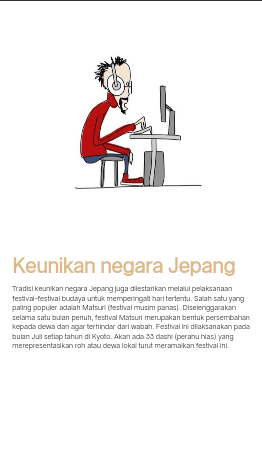 Keunikan negara Jepang
Tradisi keunikan negara Jepang juga dilestarikan melalui pelaksanaan
festival-festival budaya untuk memperingati hari tertentu. Salah satu yang
paling populer adalah Matsuri (festival musim panas). Diselenggarakan
selama satu bulan penuh, festival Matsuri merupakan bentuk persembahan
kepada dewa dan agar terhindar dari wabah. Festival ini dilaksanakan pada
bulan Juli setiap tahun di Kyoto. Akan ada 33 dashi (perahu hias) yang
merepresentasikan roh atau dewa lokal turut meramaikan festival ini.